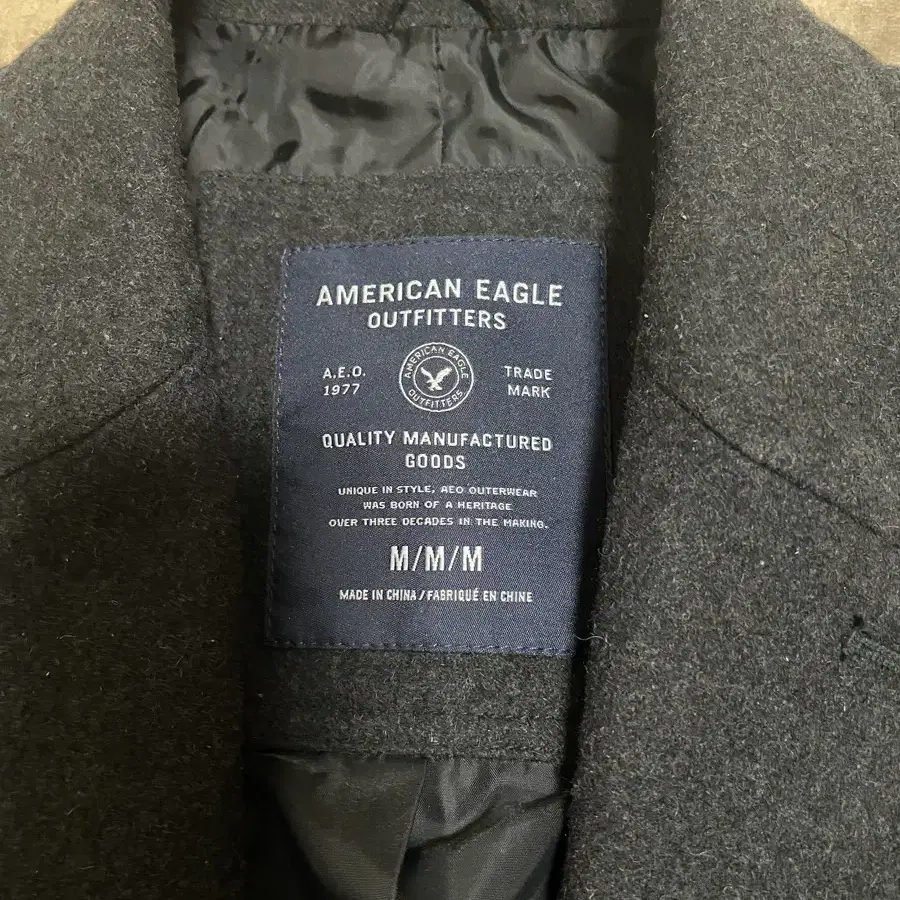 AMERICAN EAGLE
OUTFITTERS
A.E.O.
1977
AMERICAN EAGLE
OUTFITTERS
TRADE
MARK
QUALITY MANUFACTURED
GOODS
UNIQUE IN STYLE, AEO OUTERWEAR
WAS BORN OF A HERITAGE
OVER THREE DECADES IN THE MAKING.
M/M/M
MADE IN CHINA / FABRIQUÉ EN CHINE